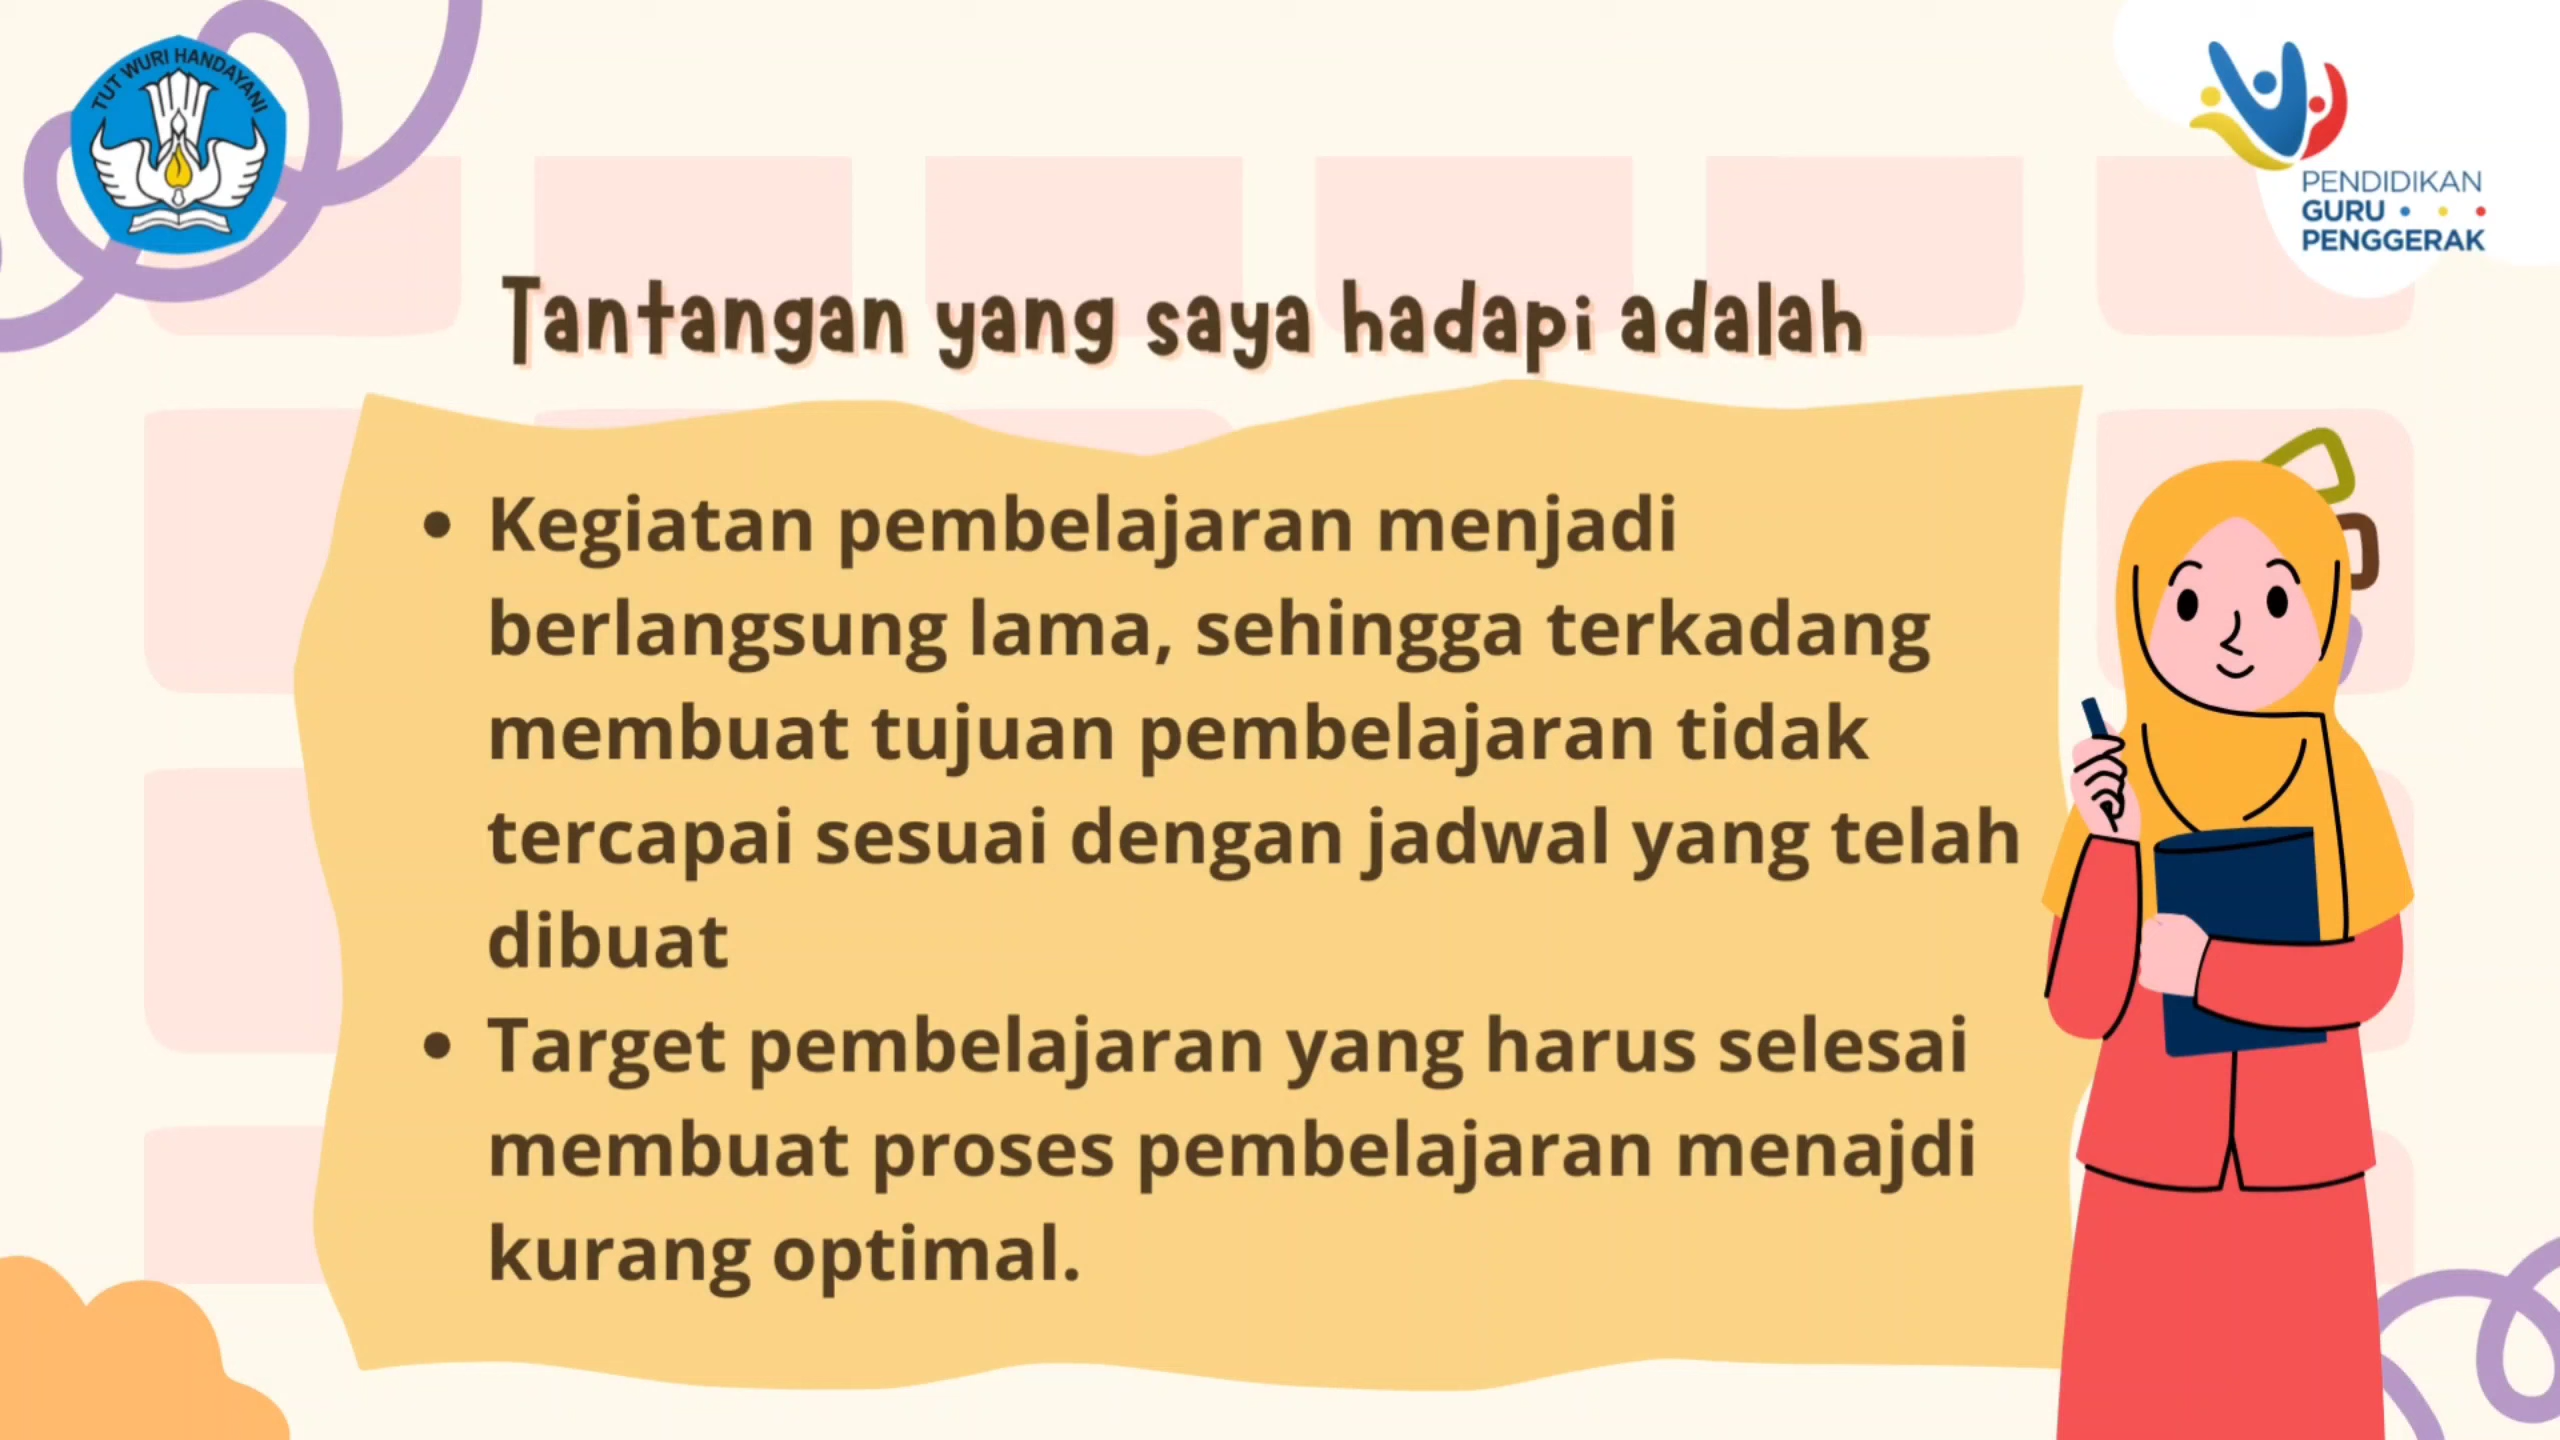 TUT WURI HANDAYANI
PENDIDIKAN
GURU
PENGGERAK
Tantangan yang saya hadapi adalah
• Kegiatan pembelajaran menjadi
berlangsung lama, sehingga terkadang
membuat tujuan pembelajaran tidak
tercapai sesuai dengan jadwal yang telah
dibuat
• Target pembelajaran yang harus selesai
membuat proses pembelajaran menajdi
kurang optimal.